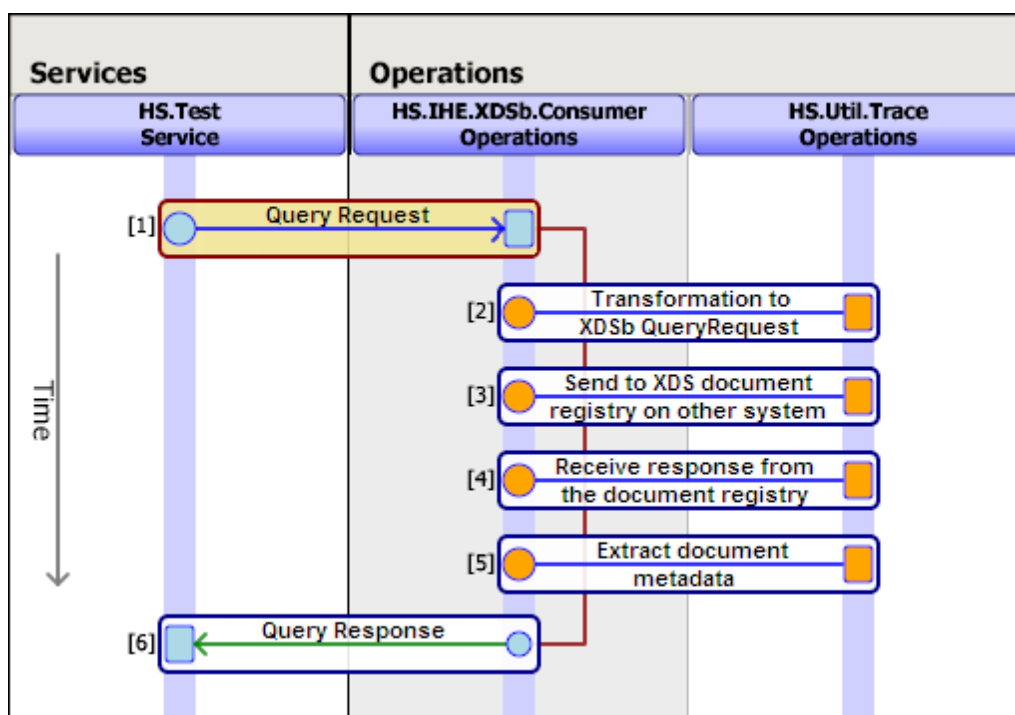 Services
Operations
HS.Test
Service
HS.IHE.XDSb.Consumer
Operations
HS.Util.Trace
Operations
[1]
Query Request
[2]
Transformation to
XDSb QueryRequest
[3]
Send to XDS document
registry on other system
Time
[4]
Receive response from
the document registry
[5]
Extract document
metadata
[6]
Query Response